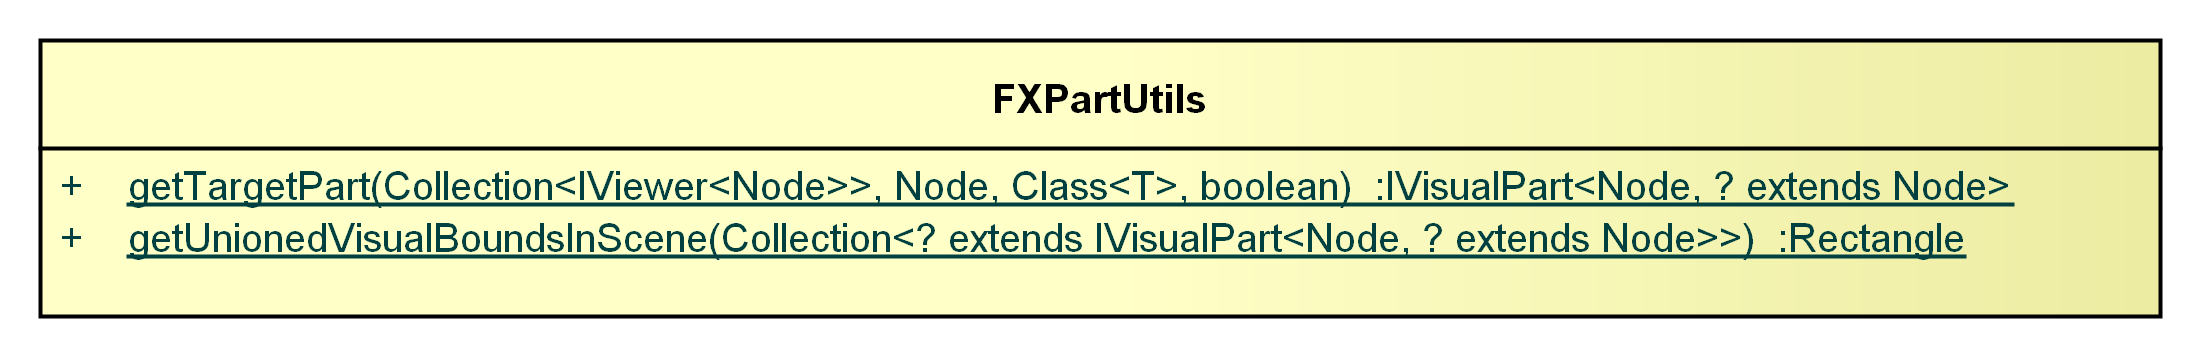 FXPartUtils
+ getTargetPart(Collection<IViewer<Node>>, Node, Class<T>, boolean) :IVisualPart<Node, ? extends Node>
+ getUnionedVisualBoundsInScene(Collection<? extends IVisualPart<Node, ? extends Node>>) :Rectangle